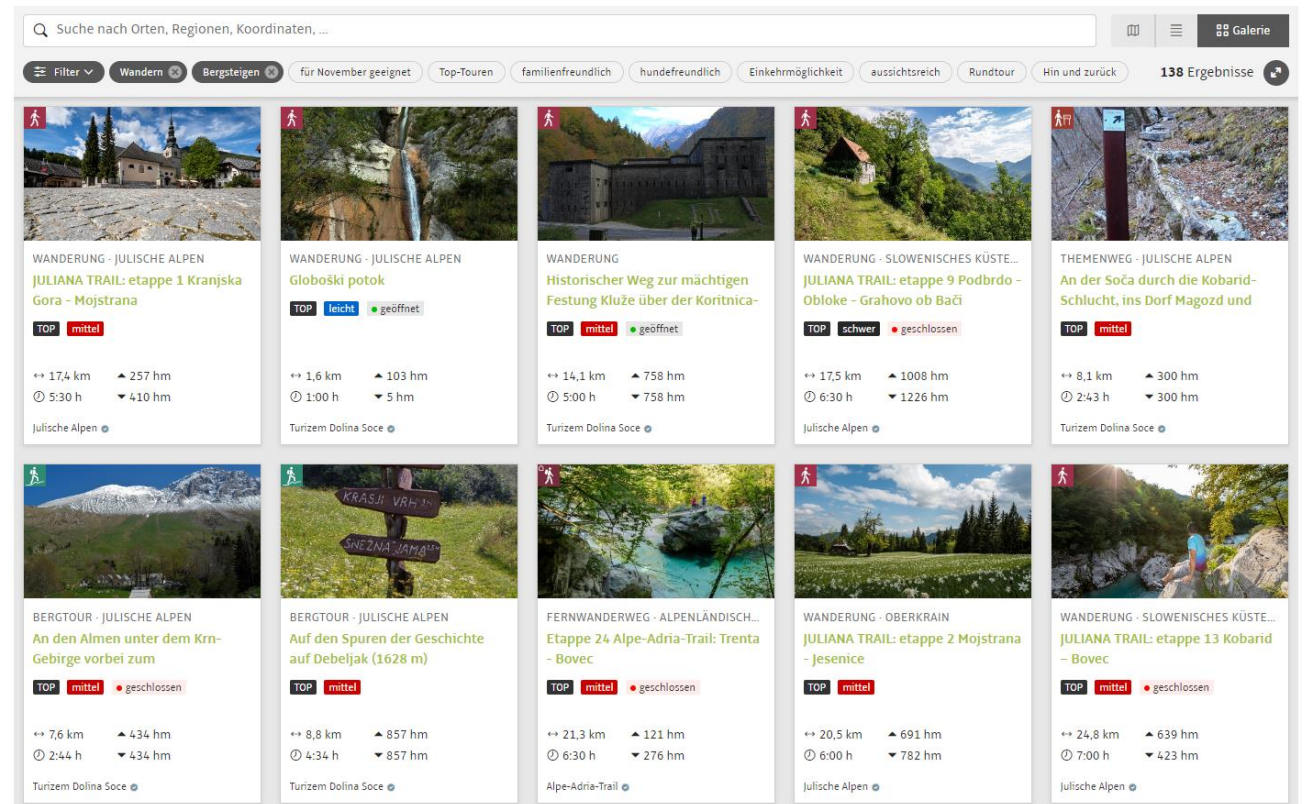 Suche nach Orten, Regionen, Koordinaten, ...
Galerie
Filter
Wandern
Bergsteigen
für November geeignet
Top-Touren
familienfreundlich
hundefreundlich
Einkehrmöglichkeit
aussichtsreich
Rundtour
Hin und zurück
138 Ergebnisse
WANDERUNG · JULISCHE ALPEN
JULIANA TRAIL: etappe 1 Kranjska
Gora - Mojstrana
TOP mittel
17,4 km 257 hm
5:30 h 410 hm
Julische Alpen
WANDERUNG · JULISCHE ALPEN
Globoški potok
TOP leicht geöffnet
1,6 km 103 hm
1:00 h 5 hm
Turizem Dolina Soce
WANDERUNG
Historischer Weg zur mächtigen
Festung Kluže über der Koritnica-
TOP mittel geöffnet
14,1 km 758 hm
5:00 h 758 hm
Turizem Dolina Soce
WANDERUNG · SLOWENISCHES KÜSTE...
JULIANA TRAIL: etappe 9 Podbrdo -
Obloke - Grahovo ob Bači
TOP schwer geschlossen
17,5 km 1008 hm
6:30 h 1226 hm
Julische Alpen
THEMENWEG · JULISCHE ALPEN
An der Soča durch die Kobarid-
Schlucht, ins Dorf Magozd und
TOP mittel
8,1 km 300 hm
2:43 h 300 hm
Turizem Dolina Soce
BERGTOUR · JULISCHE ALPEN
An den Almen unter dem Krn-
Gebirge vorbei zum
TOP mittel geschlossen
7,6 km 434 hm
2:44 h 434 hm
Turizem Dolina Soce
KRASJI VRH
SNEŽNA JAMA
BERGTOUR · JULISCHE ALPEN
Auf den Spuren der Geschichte
auf Debeljak (1628 m)
TOP mittel
8,8 km 857 hm
4:34 h 857 hm
Turizem Dolina Soce
FERNWANDERWEG · ALPENLÄNDISCH...
Etappe 24 Alpe-Adria-Trail: Trenta
- Bovec
TOP mittel geschlossen
21,3 km 121 hm
6:30 h 276 hm
Alpe-Adria-Trail
WANDERUNG · OBERKRAIN
JULIANA TRAIL: etappe 2 Mojstrana
- Jesenice
TOP mittel
20,5 km 691 hm
6:00 h 782 hm
Julische Alpen
WANDERUNG · SLOWENISCHES KÜSTE...
JULIANA TRAIL: etappe 13 Kobarid
– Bovec
TOP mittel geschlossen
24,8 km 639 hm
7:00 h 423 hm
Julische Alpen